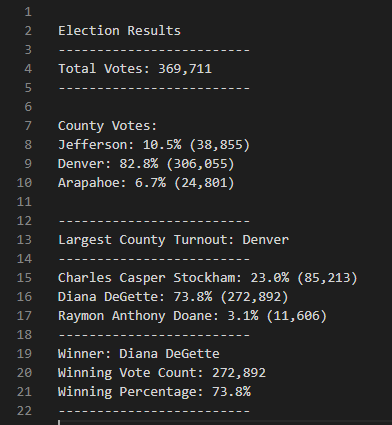 1
2 Election Results
3 -------------------------
4 Total Votes: 369,711
5 -------------------------
6
7 County Votes:
8 Jefferson: 10.5% (38,855)
9 Denver: 82.8% (306,055)
10 Arapahoe: 6.7% (24,801)
11
12 -------------------------
13 Largest County Turnout: Denver
14 -------------------------
15 Charles Casper Stockham: 23.0% (85,213)
16 Diana DeGette: 73.8% (272,892)
17 Raymon Anthony Doane: 3.1% (11,606)
18 -------------------------
19 Winner: Diana DeGette
20 Winning Vote Count: 272,892
21 Winning Percentage: 73.8%
22 -------------------------